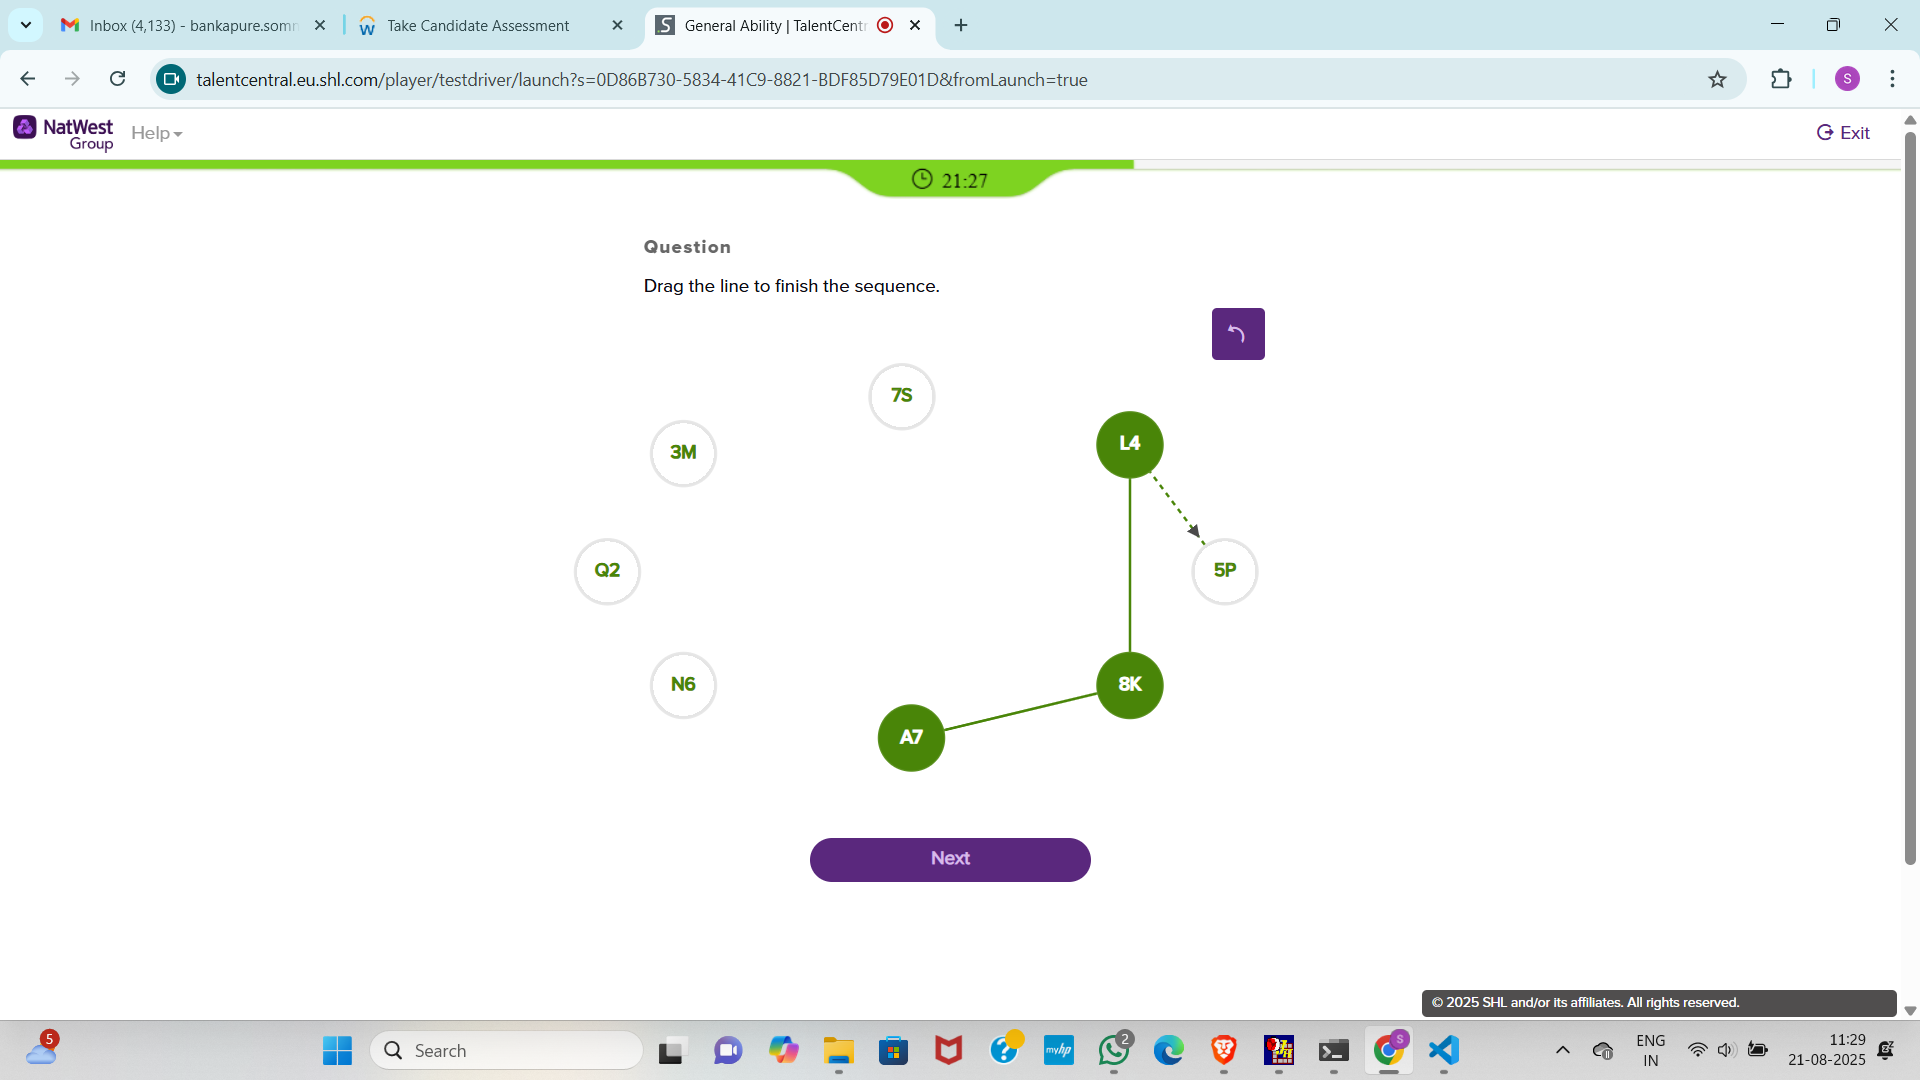 Inbox (4,133) - bankapure.somn
Take Candidate Assessment
General Ability | TalentCentr
talentcentral.eu.shl.com/player/testdriver/launch?s=0D86B730-5834-41C9-8821-BDF85D79E01D&fromLaunch=true
S
NatWest
Group
Help
Exit
21:27
Question
Drag the line to finish the sequence.
7S
L4
3M
Q2
5P
N6
8K
A7
Next
© 2025 SHL and/or its affiliates. All rights reserved.
5
Search
myhp
2
S
ENG
IN
11:29
21-08-2025